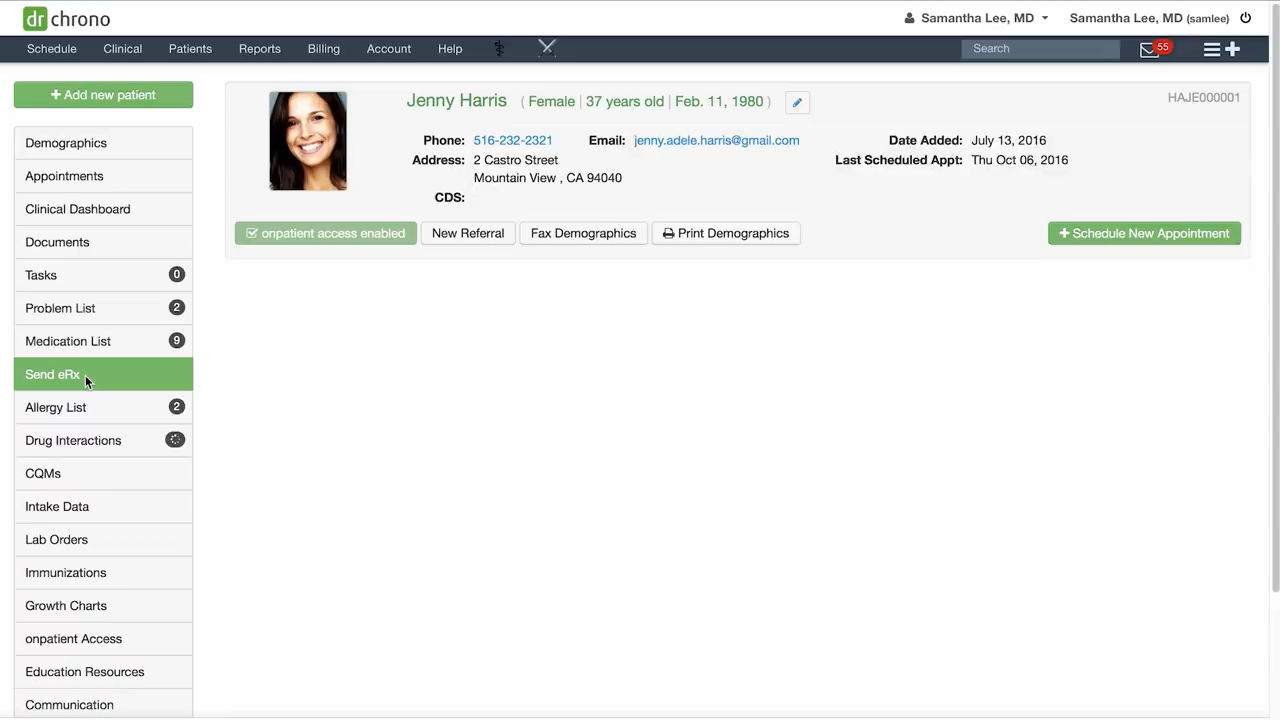 dr chrono
Samantha Lee, MD
Samantha Lee, MD (samlee)
Schedule Clinical Patients Reports Billing Account Help
Search
55
+ Add new patient
Demographics
Appointments
Clinical Dashboard
Documents
Tasks 0
Problem List 2
Medication List 9
Send eRx
Allergy List 2
Drug Interactions
CQMs
Intake Data
Lab Orders
Immunizations
Growth Charts
onpatient Access
Education Resources
Communication
Jenny Harris ( Female | 37 years old | Feb. 11, 1980 )
HAJE000001
Phone: 516-232-2321 Email: jenny.adele.harris@gmail.com Date Added: July 13, 2016
Address: 2 Castro Street Last Scheduled Appt: Thu Oct 06, 2016
Mountain View , CA 94040
CDS:
onpatient access enabled New Referral Fax Demographics Print Demographics + Schedule New Appointment